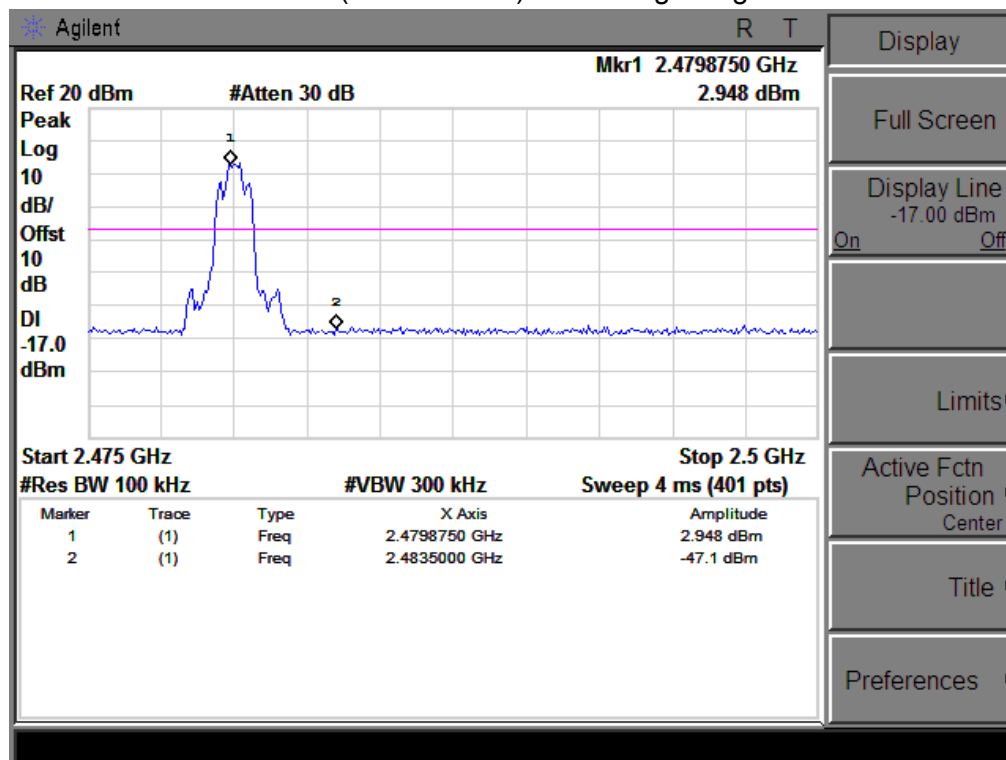 Agilent R T
Mkr1 2.4798750 GHz
Ref 20 dBm #Atten 30 dB 2.948 dBm
Peak
Log
10
dB/
Offst
10
dB
DI
-17.0
dBm
1
2
Start 2.475 GHz Stop 2.5 GHz
#Res BW 100 kHz #VBW 300 kHz Sweep 4 ms (401 pts)
Marker Trace Type X Axis Amplitude
1 (1) Freq 2.4798750 GHz 2.948 dBm
2 (1) Freq 2.4835000 GHz -47.1 dBm
Display
Full Screen
Display Line
-17.00 dBm
On Off
Limits
Active Fctn
Position
Center
Title
Preferences